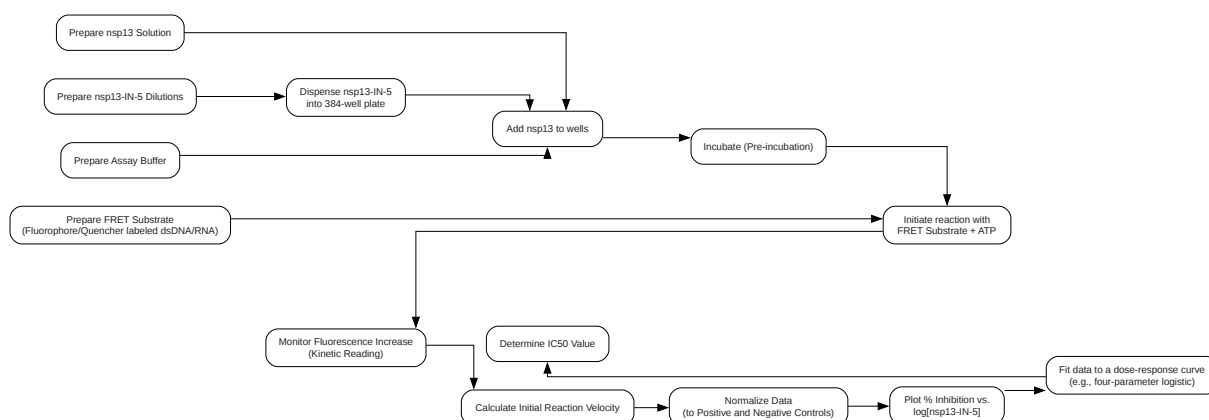 Prepare nsp13 Solution
Prepare nsp13-IN-5 Dilutions
Dispense nsp13-IN-5
into 384-well plate
Add nsp13 to wells
Prepare Assay Buffer
Incubate (Pre-incubation)
Prepare FRET Substrate
(Fluorophore/Quencher labeled dsDNA/RNA)
Initiate reaction with
FRET Substrate + ATP
Monitor Fluorescence Increase
(Kinetic Reading)
Determine IC50 Value
Fit data to a dose-response curve
(e.g., four-parameter logistic)
Calculate Initial Reaction Velocity
Normalize Data
(to Positive and Negative Controls)
Plot % Inhibition vs.
log[nsp13-IN-5]